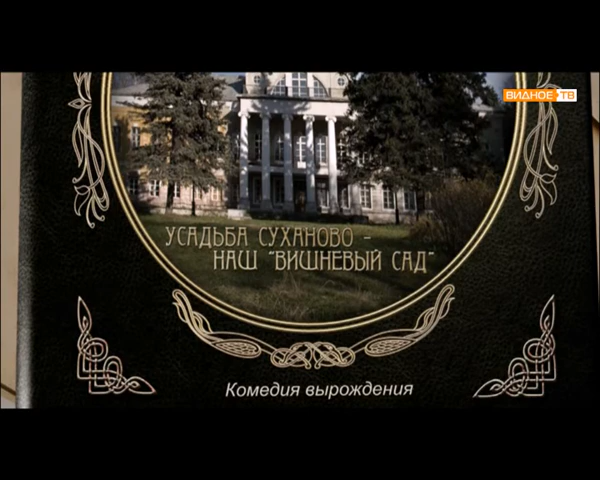 ВИДНОЕ ТВ
УСАДЬБА СУХАНОВО -
НАШ "ВИШНЕВЫЙ САД"
Комедия вырождения